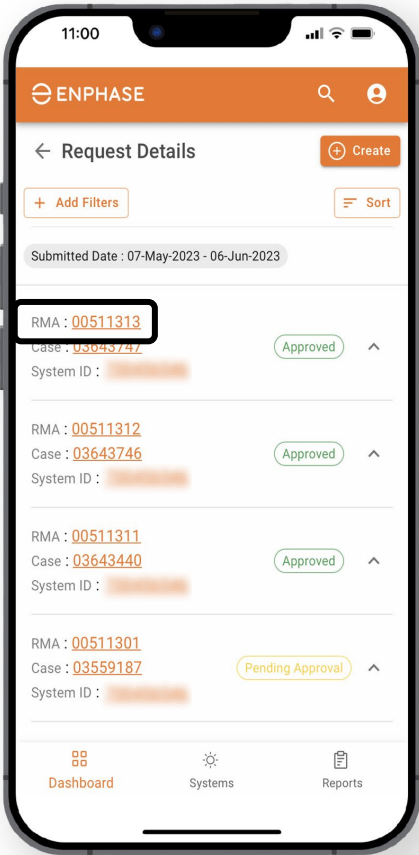 11:00
ENPHASE
Request Details
Create
+ Add Filters
Sort
Submitted Date : 07-May-2023 - 06-Jun-2023
RMA : 00511313
Case : 03643747
Approved
System ID :
RMA : 00511312
Case : 03643746
Approved
System ID :
RMA : 00511311
Case : 03643440
Approved
System ID :
RMA : 00511301
Case : 03559187
Pending Approval
System ID :
Dashboard
Systems
Reports